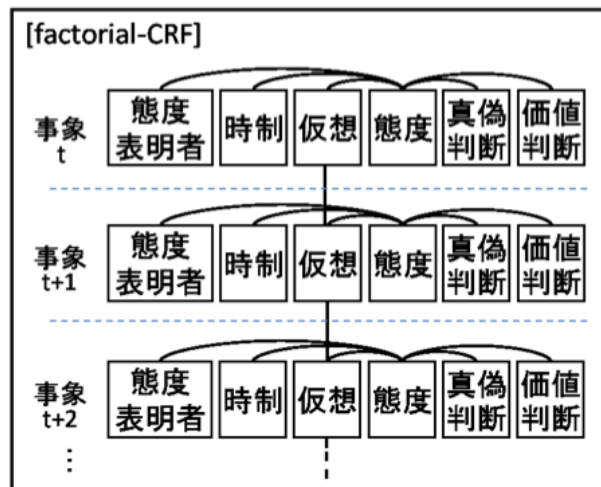 [factorial-CRF]
事象
t
態度
表明者
時制
仮想
態度
真偽
判断
価値
判断
事象
t+1
態度
表明者
時制
仮想
態度
真偽
判断
価値
判断
事象
t+2
態度
表明者
時制
仮想
態度
真偽
判断
価値
判断
⋮